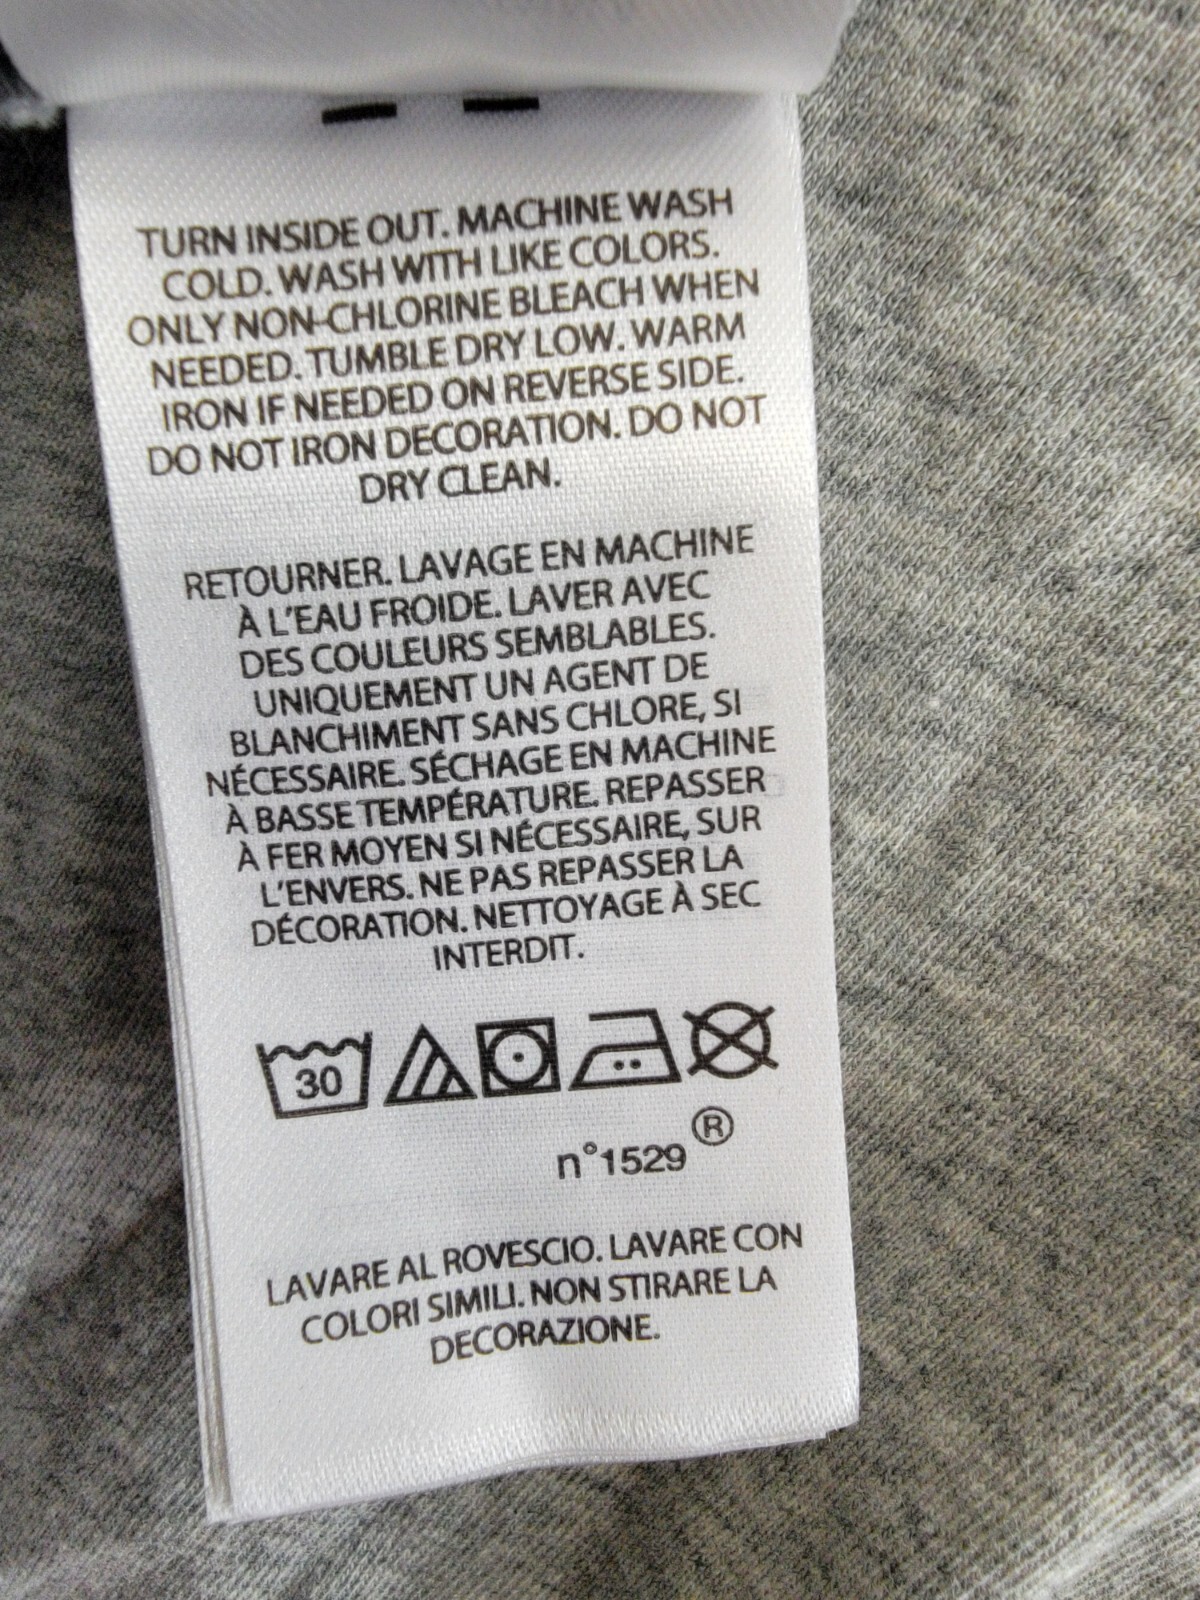 TURN INSIDE OUT. MACHINE WASH
COLD. WASH WITH LIKE COLORS.
ONLY NON-CHLORINE BLEACH WHEN
NEEDED. TUMBLE DRY LOW. WARM
IRON IF NEEDED ON REVERSE SIDE.
DO NOT IRON DECORATION. DO NOT
DRY CLEAN.
RETOURNER. LAVAGE EN MACHINE
À L'EAU FROIDE. LAVER AVEC
DES COULEURS SEMBLABLES.
UNIQUEMENT UN AGENT DE
BLANCHIMENT SANS CHLORE, SI
NÉCESSAIRE. SÉCHAGE EN MACHINE
À BASSE TEMPÉRATURE. REPASSER
À FER MOYEN SI NÉCESSAIRE, SUR
L'ENVERS. NE PAS REPASSER LA
DÉCORATION. NETTOYAGE À SEC
INTERDIT.
30
n°1529®
LAVARE AL ROVESCIO. LAVARE CON
COLORI SIMILI. NON STIRARE LA
DECORAZIONE.